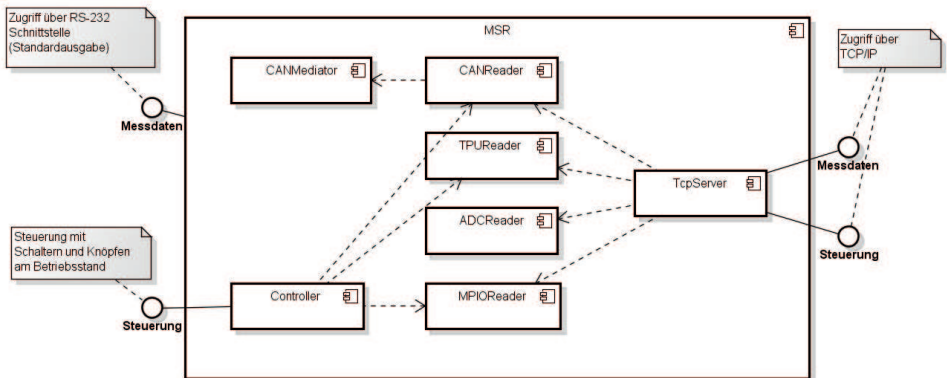 Zugriff über RS-232
Schnittstelle
(Standardausgabe)
MSR
Zugriff über
TCP/IP
CANMediator
CANReader
Messdaten
TPUReader
Messdaten
TcpServer
ADCReader
Steuerung mit
Schaltern und Knöpfen
am Betriebsstand
Steuerung
Controller
MPIOReader
Steuerung